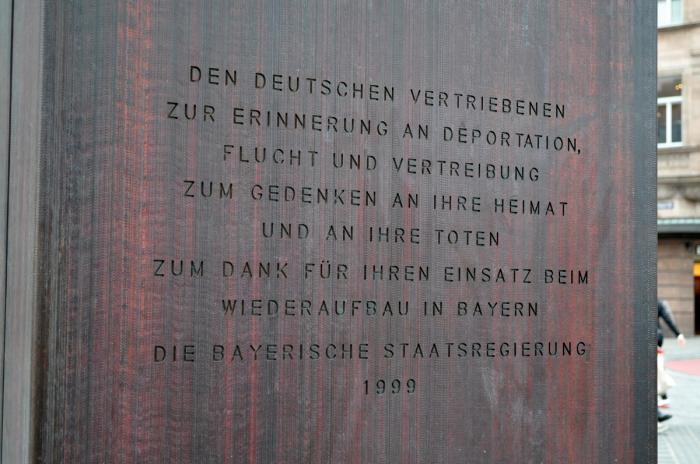 DEN DEUTSCHEN VERTRIEBENEN
ZUR ERINNERUNG AN DEPORTATION,
FLUCHT UND VERTREIBUNG
ZUM GEDENKEN AN IHRE HEIMAT
UND AN IHRE TOTEN
ZUM DANK FÜR IHREN EINSATZ BEIM
WIEDERAUFBAU IN BAYERN
DIE BAYERISCHE STAATSREGIERUNG
1999